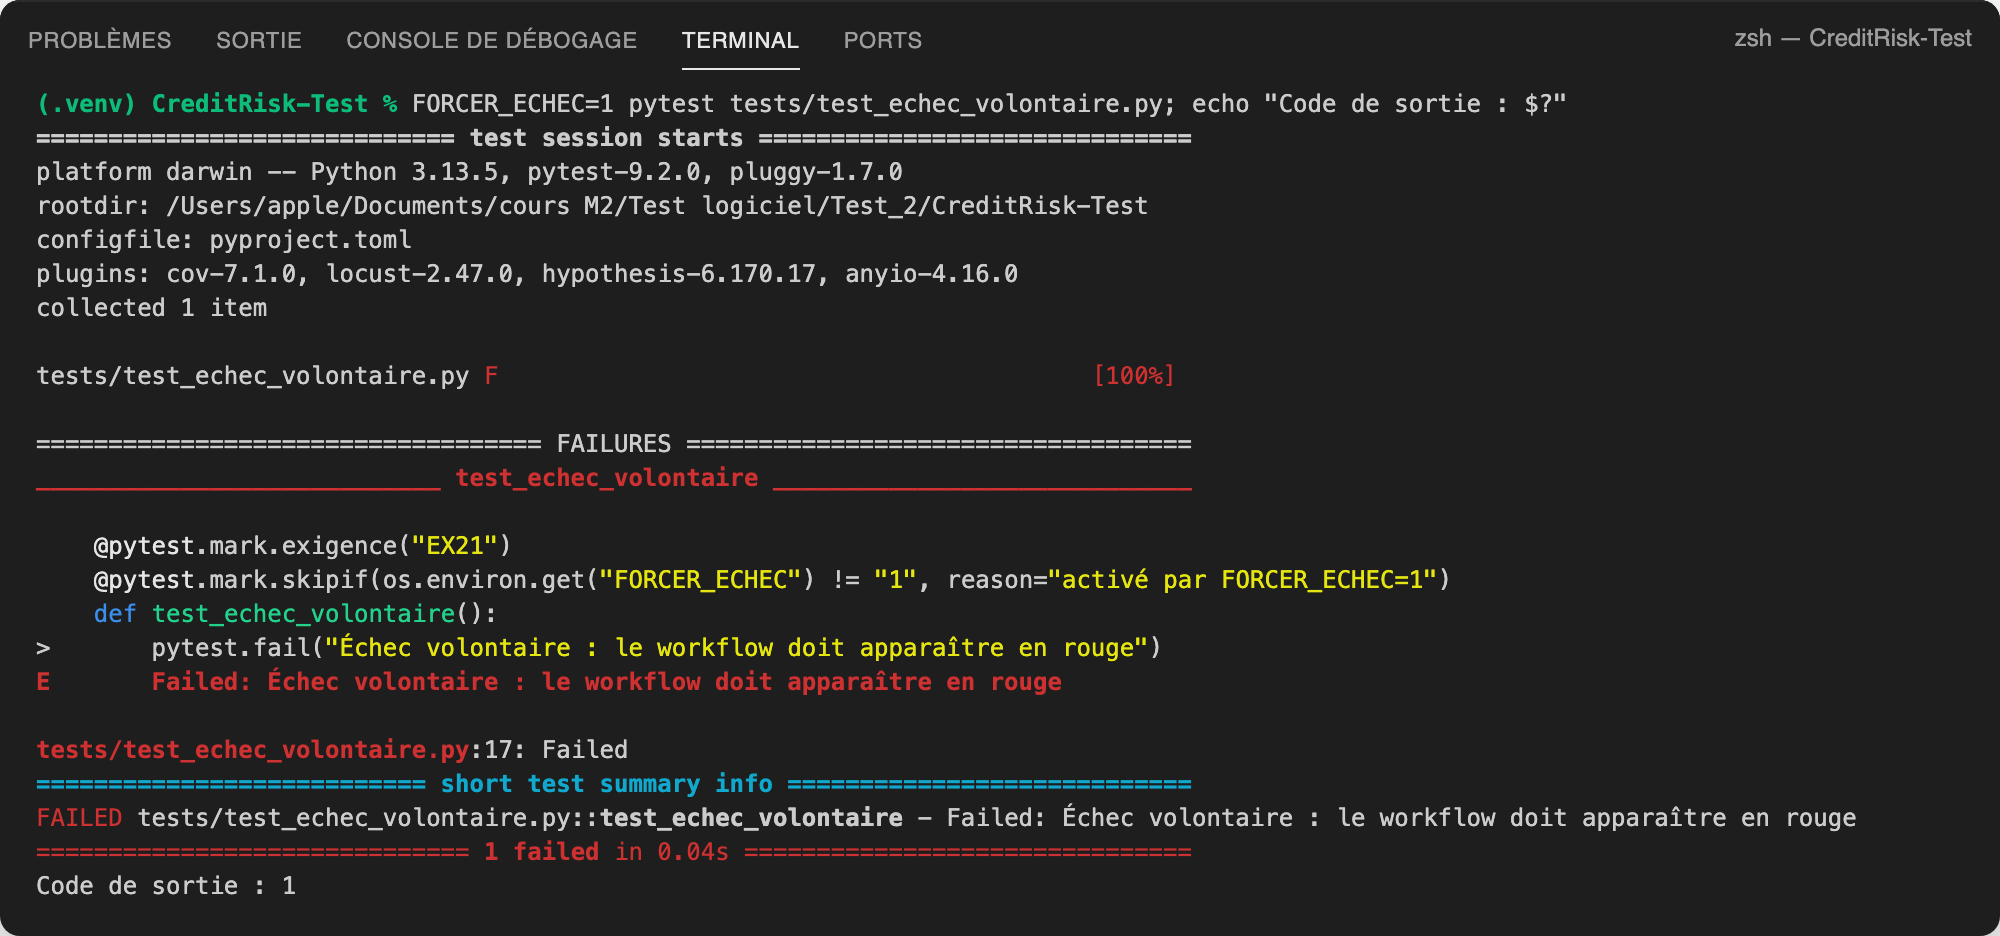 PROBLÈMES SORTIE CONSOLE DE DÉBOGAGE TERMINAL PORTS zsh — CreditRisk-Test
(.venv) CreditRisk-Test % FORCER_ECHEC=1 pytest tests/test_echec_volontaire.py; echo "Code de sortie : $?"
============================= test session starts ==============================
platform darwin -- Python 3.13.5, pytest-9.2.0, pluggy-1.7.0
rootdir: /Users/apple/Documents/cours M2/Test logiciel/Test_2/CreditRisk-Test
configfile: pyproject.toml
plugins: cov-7.1.0, locust-2.47.0, hypothesis-6.170.17, anyio-4.16.0
collected 1 item
tests/test_echec_volontaire.py F [100%]
=================================== FAILURES ===================================
____________________________ test_echec_volontaire _____________________________
@pytest.mark.exigence("EX21")
@pytest.mark.skipif(os.environ.get("FORCER_ECHEC") != "1", reason="activé par FORCER_ECHEC=1")
def test_echec_volontaire():
> pytest.fail("Échec volontaire : le workflow doit apparaître en rouge")
E Failed: Échec volontaire : le workflow doit apparaître en rouge
tests/test_echec_volontaire.py:17: Failed
=========================== short test summary info ============================
FAILED tests/test_echec_volontaire.py::test_echec_volontaire - Failed: Échec volontaire : le workflow doit apparaître en rouge
============================== 1 failed in 0.04s ===============================
Code de sortie : 1